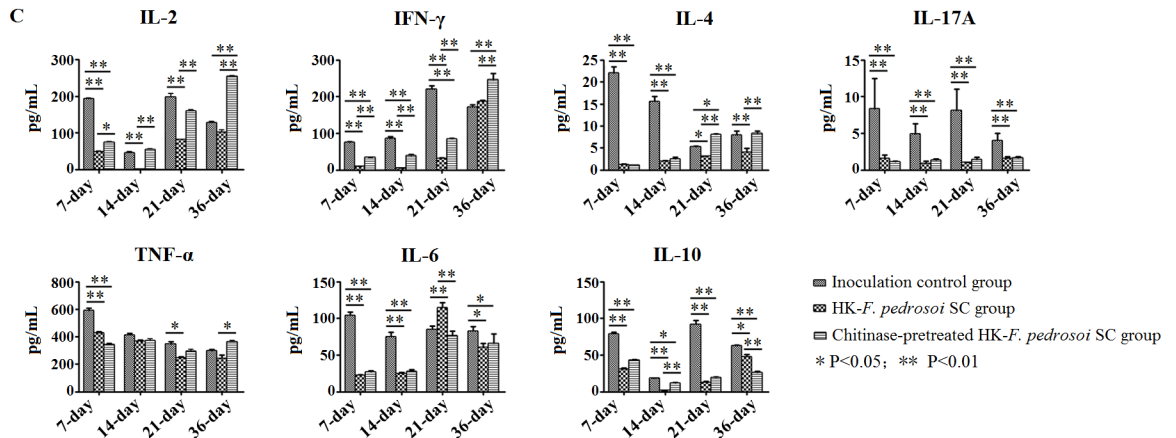 C
IL-2
pg/mL
300
200
100
0
** **
** ** ** ** ** **
*
** **
7-day 14-day 21-day 36-day
IFN-γ
pg/mL
300
200
100
0
** ** ** **
** ** ** ** ** **
** ** **
7-day 14-day 21-day 36-day
IL-4
pg/mL
25
20
15
10
5
0
** ** * **
** ** ** **
*
7-day 14-day 21-day 36-day
IL-17A
pg/mL
15
10
5
0
** ** ** **
** ** ** **
7-day 14-day 21-day 36-day
TNF-α
pg/mL
800
600
400
200
0
** * *
**
7-day 14-day 21-day 36-day
IL-6
pg/mL
150
100
50
0
** ** ** *
** ** ** *
7-day 14-day 21-day 36-day
IL-10
pg/mL
150
100
50
0
** * ** **
** ** ** *
** **
7-day 14-day 21-day 36-day
Inoculation control group
HK-F. pedrosoi SC group
Chitinase-pretreated HK-F. pedrosoi SC group
* P<0.05; ** P<0.01